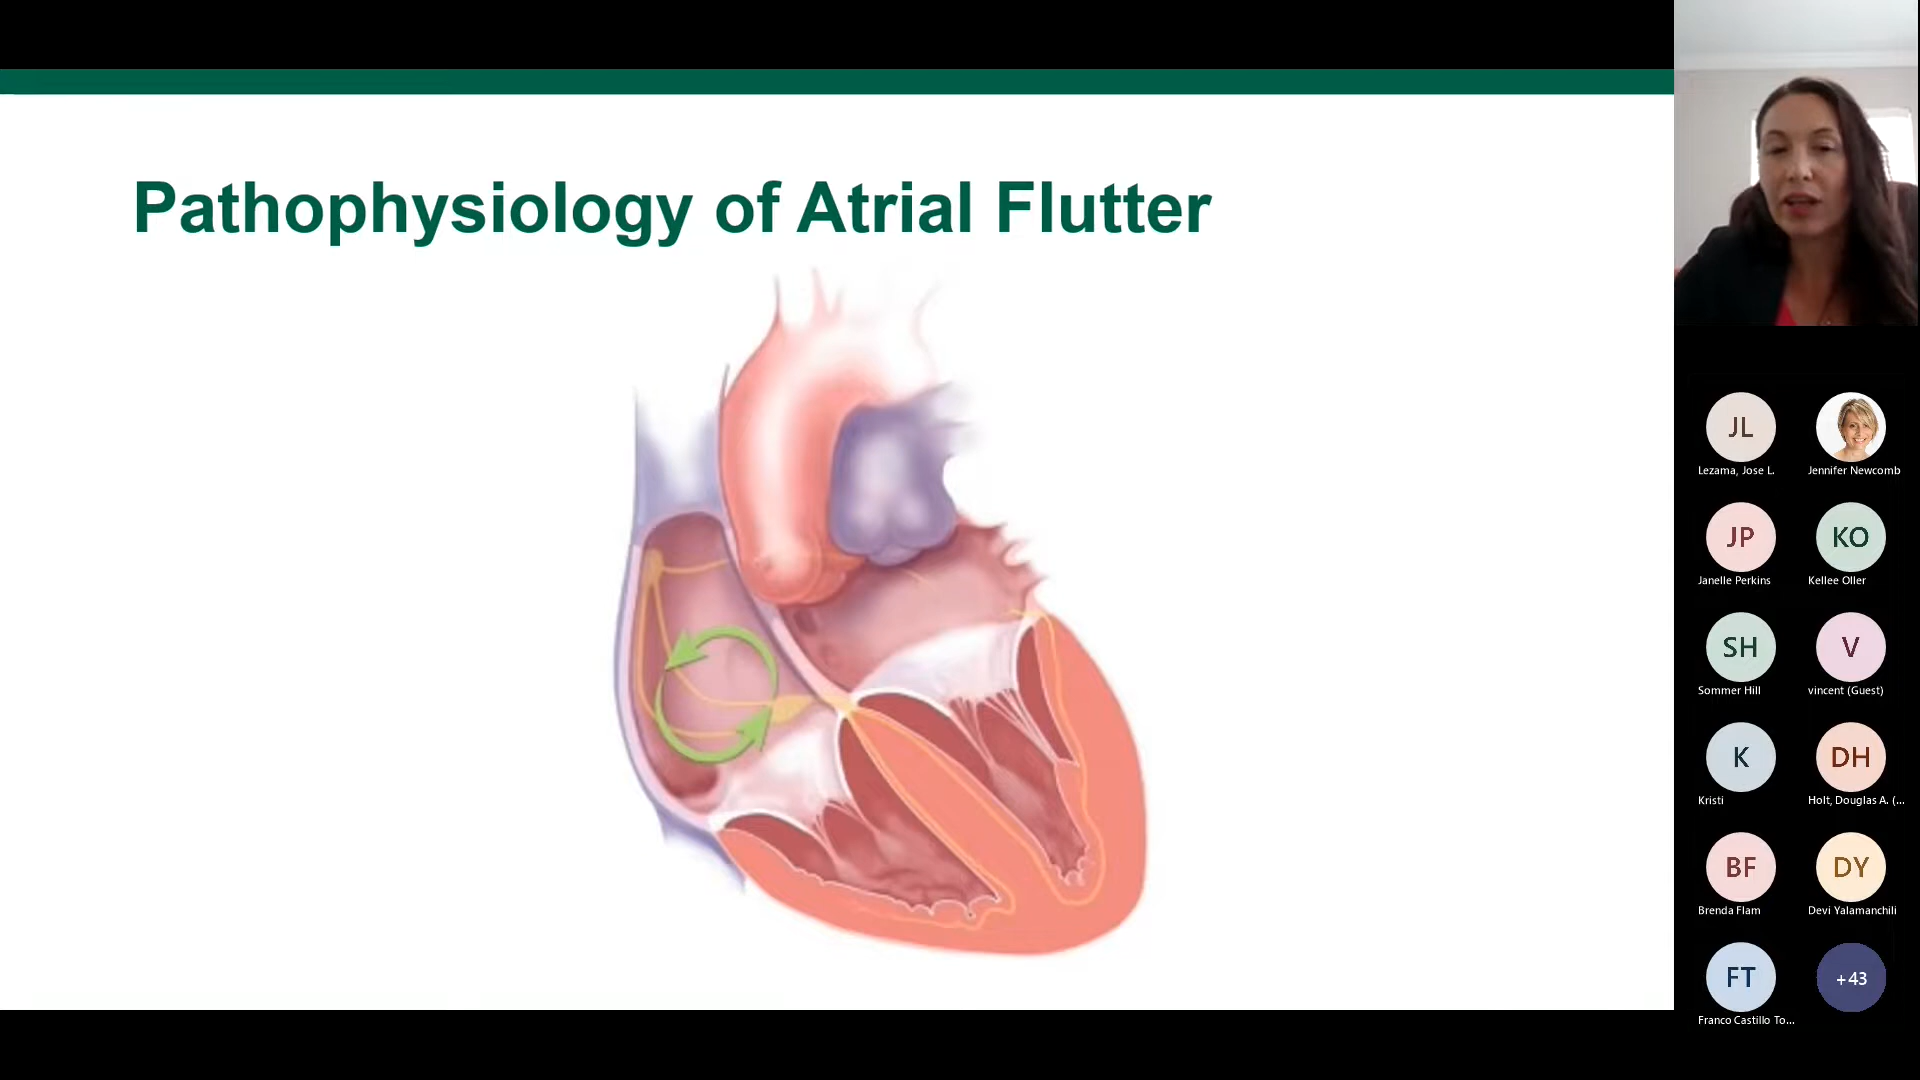 Pathophysiology of Atrial Flutter
JL
Lezama, Jose L.
Jennifer Newcomb
JP
Janelle Perkins
KO
Kellee Oller
SH
Sommer Hill
V
vincent (Guest)
K
Kristi
DH
Holt, Douglas A. (...
BF
Brenda Flam
DY
Devi Yalamanchili
FT
Franco Castillo To...
+43